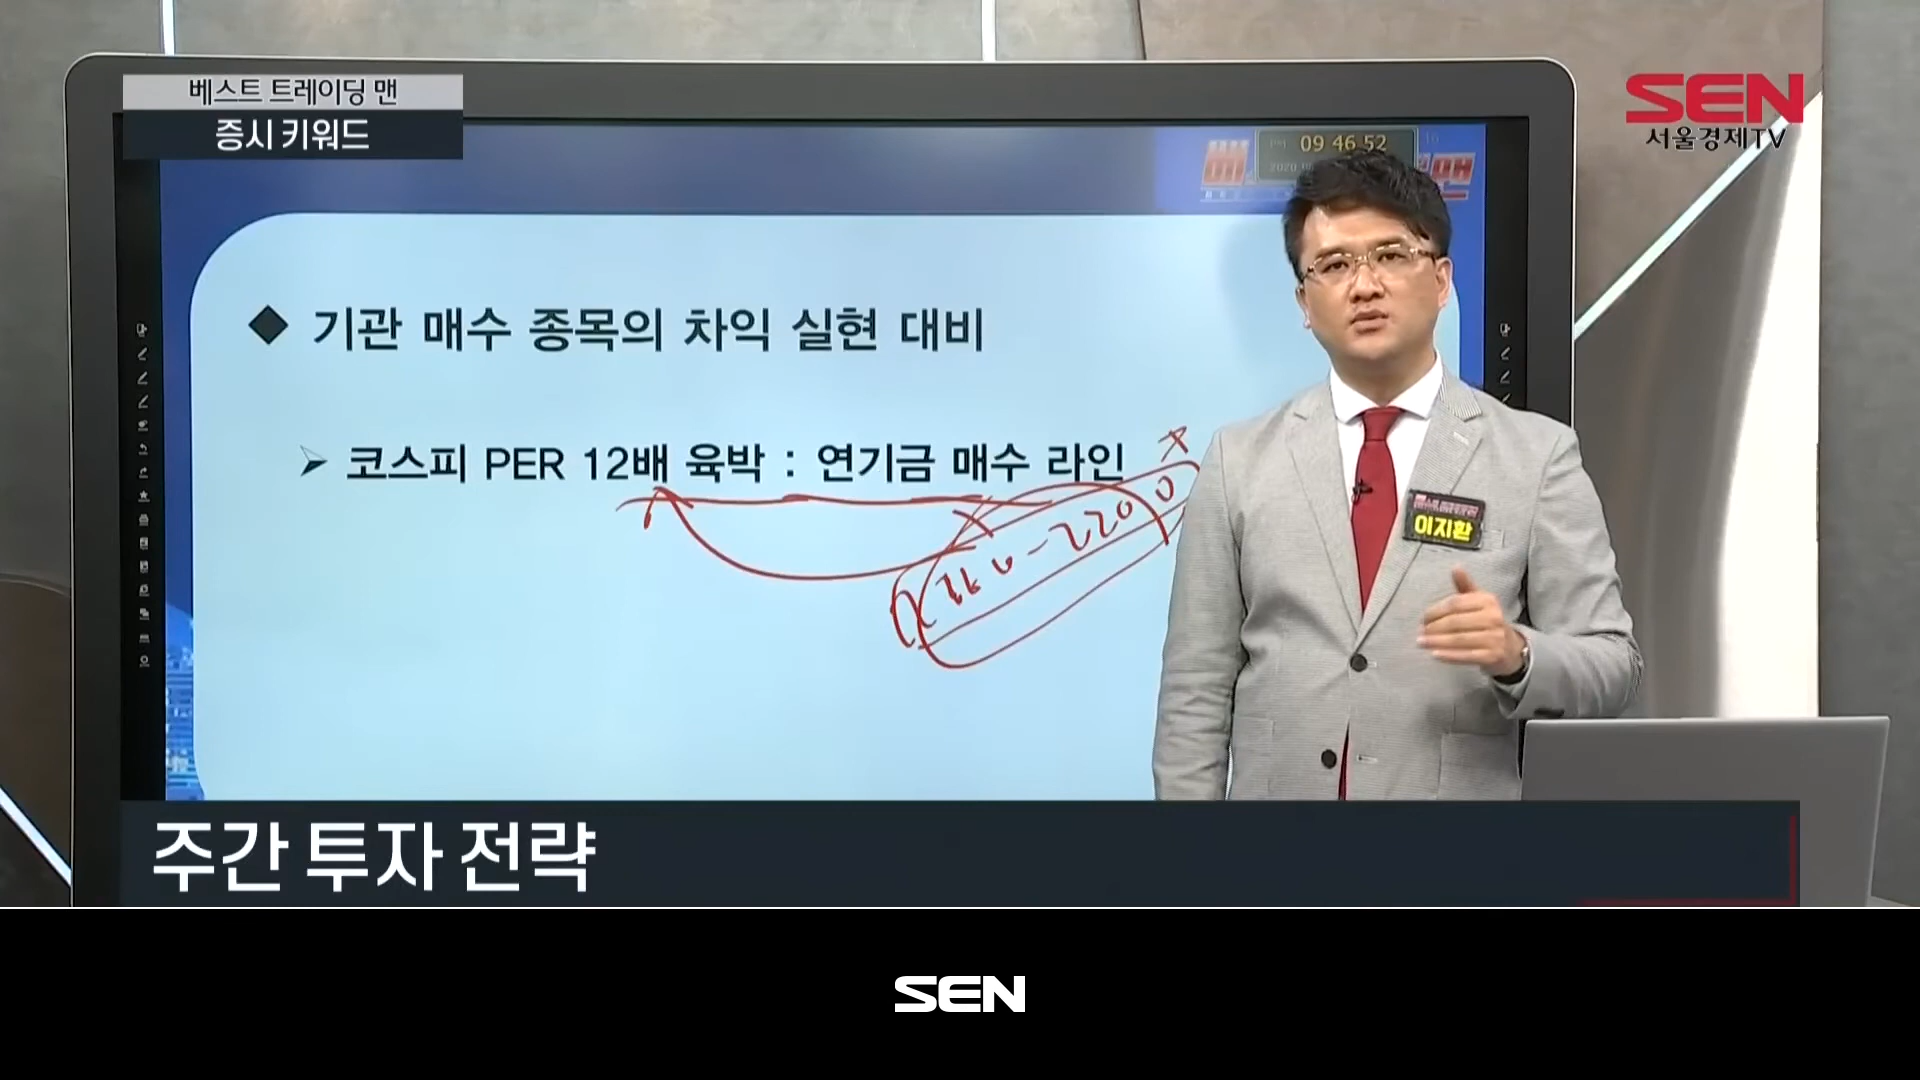 베스트 트레이딩 맨
증시 키워드
SEN
서울경제TV
09 46 52
◆ 기관 매수 종목의 차익 실현 대비
➢ 코스피 PER 12배 육박 : 연기금 매수 라인
2200
이지환
주간 투자 전략
SEN